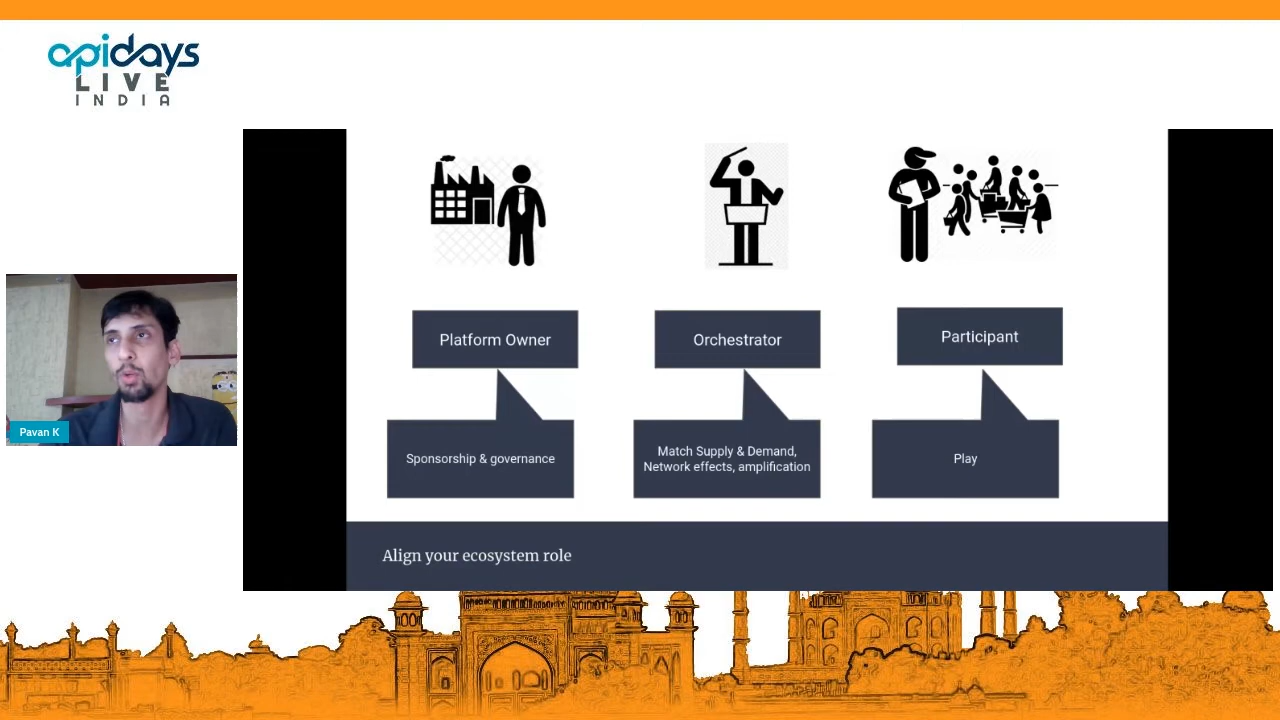 apidays
LIVE
INDIA
Platform Owner
Orchestrator
Participant
Sponsorship & governance
Match Supply & Demand,
Network effects, amplification
Play
Pavan K
Align your ecosystem role